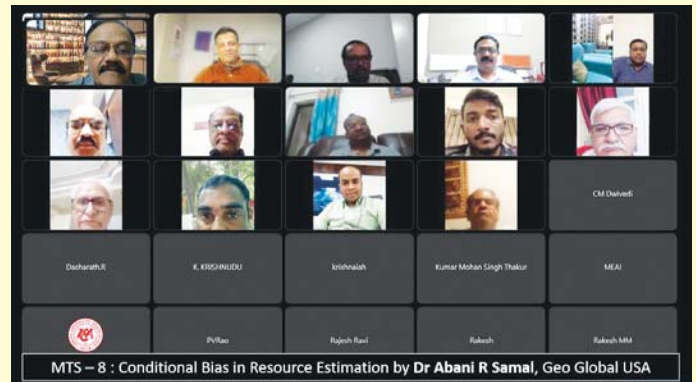 CM Dwivedi
Dasharath.R
K. KRISHNUDU
krishnaiah
Kumar Mohan Singh Thakur
MEAI
PVRao
Rajesh Ravi
Rakesh
Rakesh MM
MTS – 8 : Conditional Bias in Resource Estimation by Dr Abani R Samal, Geo Global USA